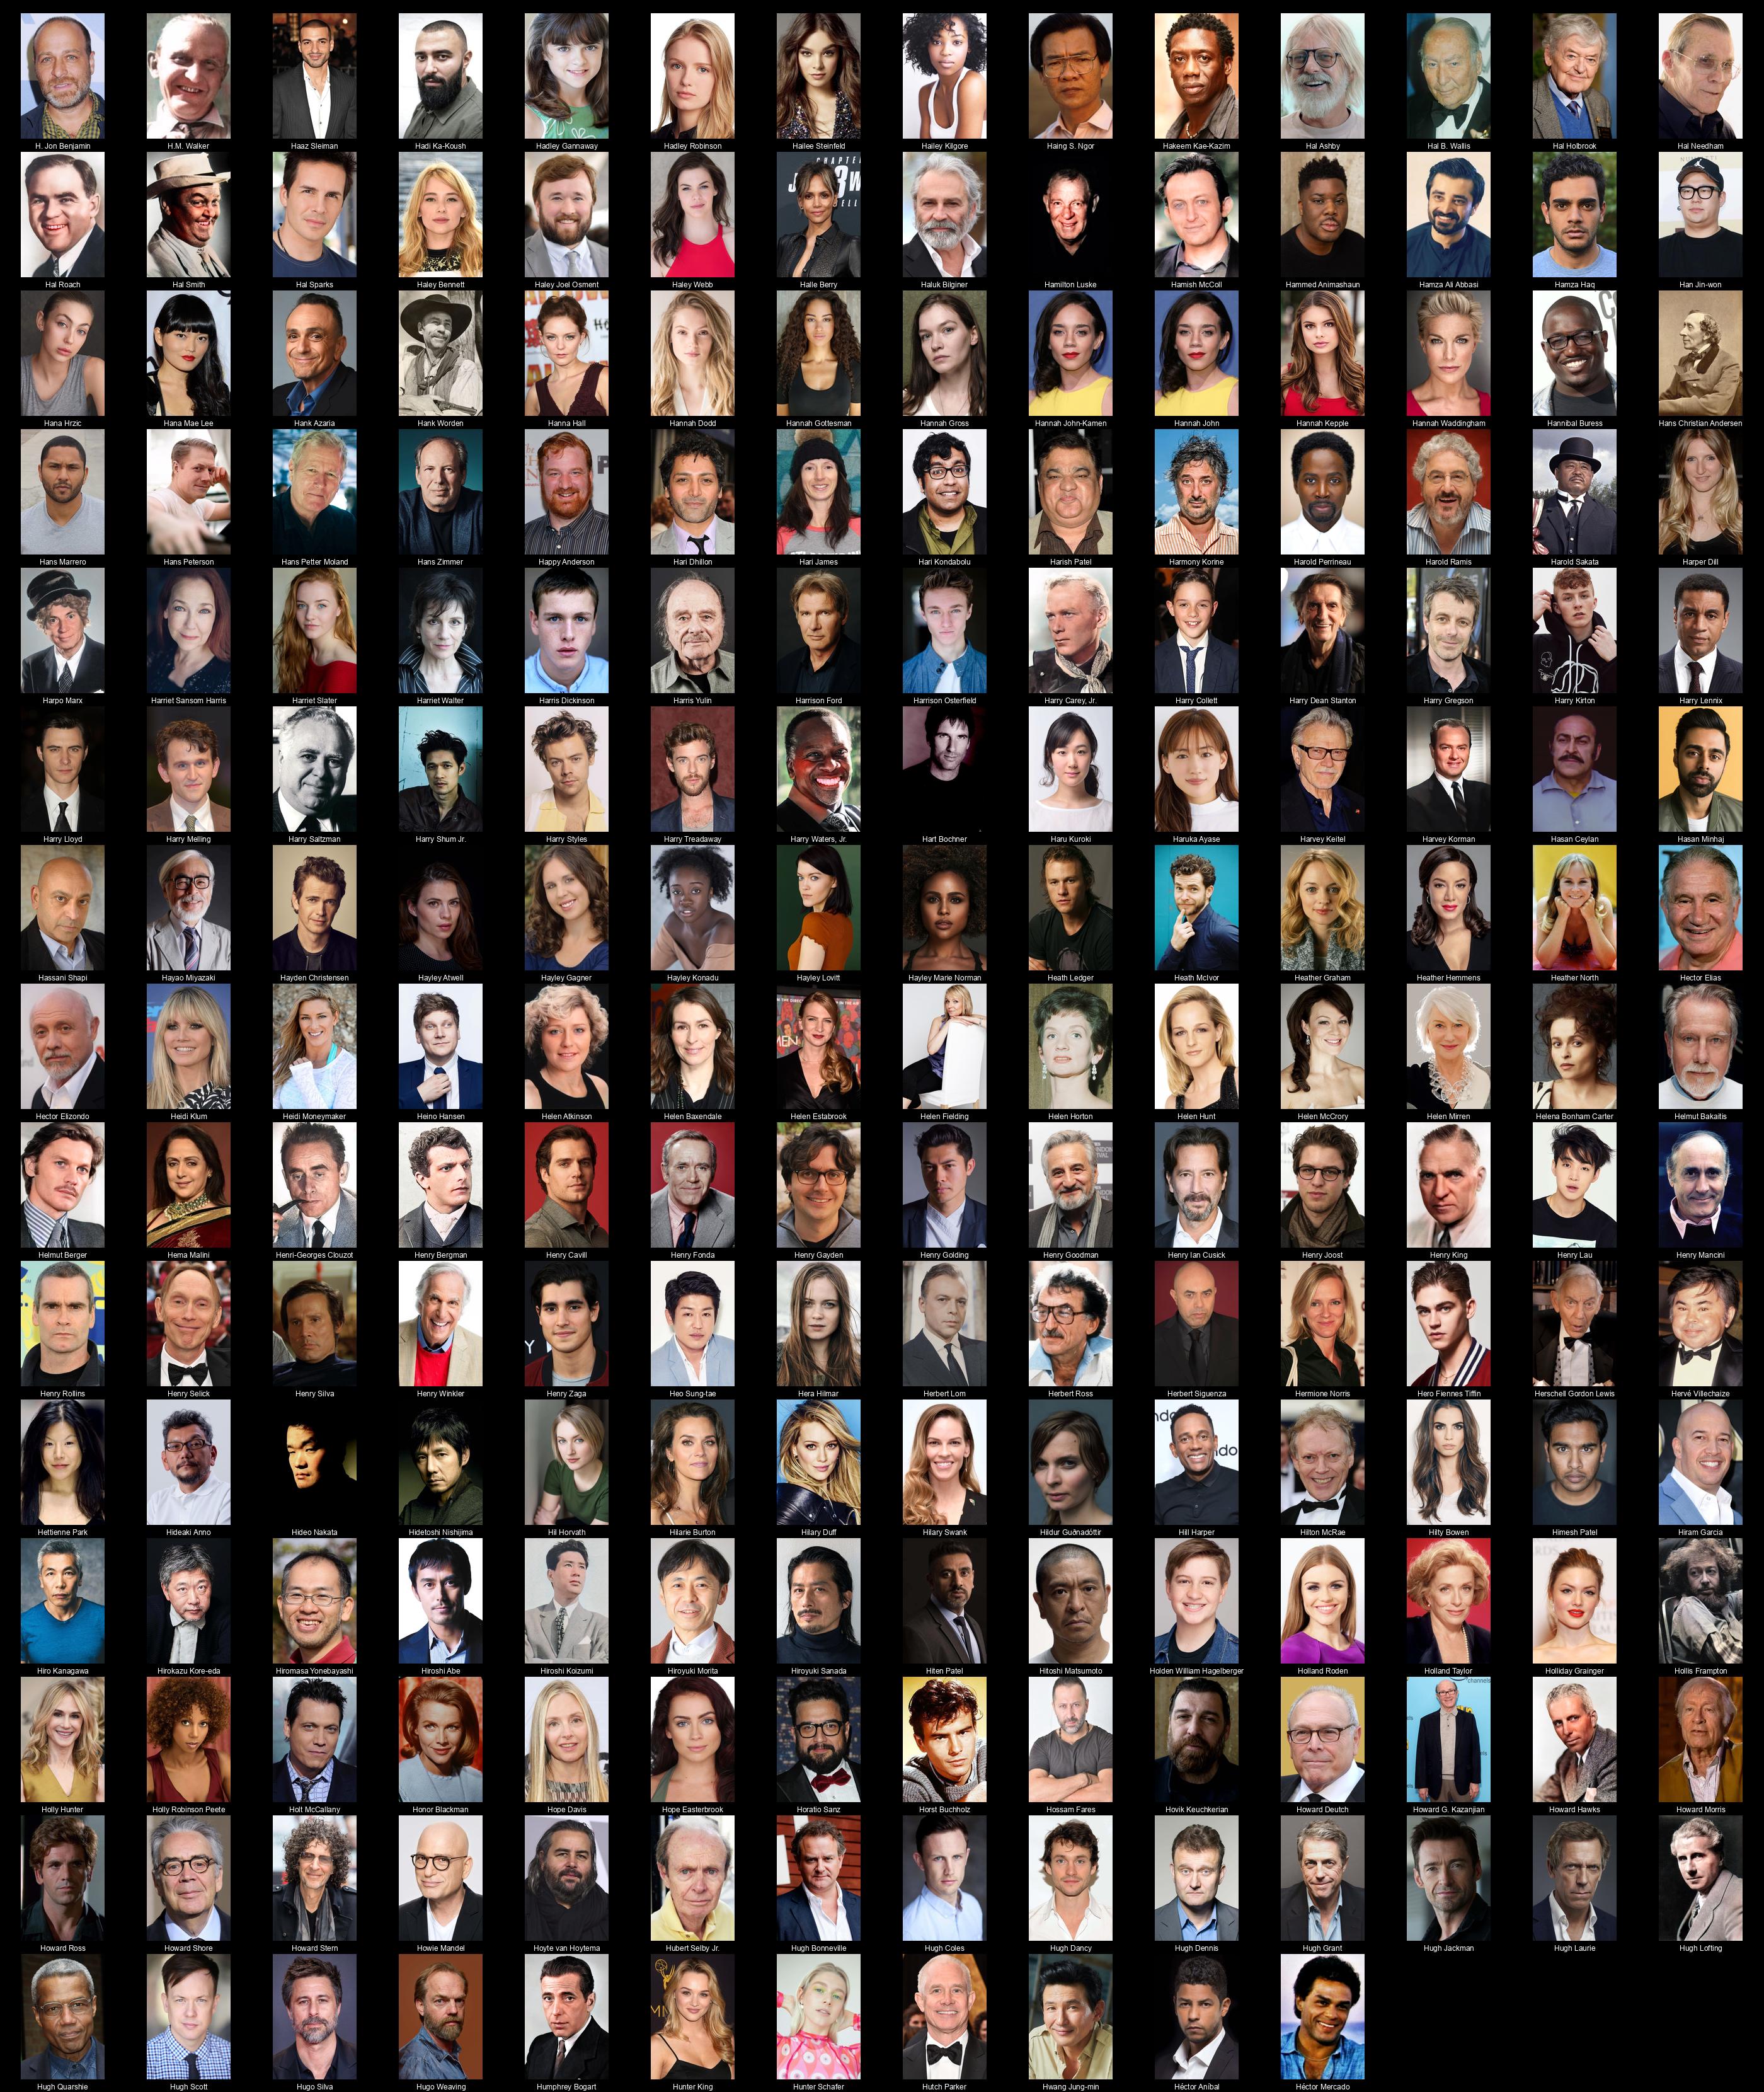 H. Jon Benjamin H.M. Walker Haaz Sleiman Hadi Ka-Koush Hadley Gannaway Hadley Robinson Hailee Steinfeld Hailey Kilgore Haing S. Ngor Hakeem Kae-Kazim Hal Ashby Hal B. Wallis Hal Holbrook Hal Needham
Hal Roach Hal Smith Hal Sparks Haley Bennett Haley Joel Osment Haley Webb Halle Berry Haluk Bilginer Hamilton Luske Hamish McColl Hammed Animashaun Hamza Ali Abbasi Hamza Haq Han Jin-won
Hana Hrzic Hana Mae Lee Hank Azaria Hank Worden Hanna Hall Hannah Dodd Hannah Gottesman Hannah Gross Hannah John-Kamen Hannah John Hannah Kepple Hannah Waddingham Hannibal Buress Hans Christian Andersen
Hans Marrero Hans Peterson Hans Petter Moland Hans Zimmer Happy Anderson Hari Dhillon Hari James Hari Kondabolu Harish Patel Harmony Korine Harold Perrineau Harold Ramis Harold Sakata Harper Dill
Harpo Marx Harriet Sansom Harris Harriet Slater Harriet Walter Harris Dickinson Harris Yulin Harrison Ford Harrison Osterfield Harry Carey, Jr. Harry Collett Harry Dean Stanton Harry Gregson Harry Kirton Harry Lennix
Harry Lloyd Harry Melling Harry Saltzman Harry Shum Jr. Harry Styles Harry Treadaway Harry Waters, Jr. Hart Bochner Haru Kuroki Haruka Ayase Harvey Keitel Harvey Korman Hasan Ceylan Hasan Minhaj
Hassani Shapi Hayao Miyazaki Hayden Christensen Hayley Atwell Hayley Gagner Hayley Konadu Hayley Lovitt Hayley Marie Norman Heath Ledger Heath McIvor Heather Graham Heather Hemmens Heather North Hector Elias
Hector Elizondo Heidi Klum Heidi Moneymaker Heino Hansen Helen Atkinson Helen Baxendale Helen Estabrook Helen Fielding Helen Horton Helen Hunt Helen McCrory Helen Mirren Helena Bonham Carter Helmut Bakaitis
Helmut Berger Hema Malini Henri-Georges Clouzot Henry Bergman Henry Cavill Henry Fonda Henry Gayden Henry Golding Henry Goodman Henry Ian Cusick Henry Joost Henry King Henry Lau Henry Mancini
Henry Rollins Henry Selick Henry Silva Henry Winkler Henry Zaga Heo Sung-tae Hera Hilmar Herbert Lom Herbert Ross Herbert Siguenza Hermione Norris Hero Fiennes Tiffin Herschell Gordon Lewis Hervé Villechaize
Hettienne Park Hideaki Anno Hideo Nakata Hidetoshi Nishijima Hil Horvath Hilarie Burton Hilary Duff Hilary Swank Hildur Guðnadóttir Hill Harper Hilton McRae Hilty Bowen Himesh Patel Hiram Garcia
Hiro Kanagawa Hirokazu Kore-eda Hiromasa Yonebayashi Hiroshi Abe Hiroshi Koizumi Hiroyuki Morita Hiroyuki Sanada Hiten Patel Hitoshi Matsumoto Holden William Hagelberger Holland Roden Holland Taylor Holliday Grainger Hollis Frampton
Holly Hunter Holly Robinson Peete Holt McCallany Honor Blackman Hope Davis Hope Easterbrook Horatio Sanz Horst Buchholz Hossam Fares Hovik Keuchkerian Howard Deutch Howard G. Kazanjian Howard Hawks Howard Morris
Howard Ross Howard Shore Howard Stern Howie Mandel Hoyte van Hoytema Hubert Selby Jr. Hugh Bonneville Hugh Coles Hugh Dancy Hugh Dennis Hugh Grant Hugh Jackman Hugh Laurie Hugh Lofting
Hugh Quarshie Hugh Scott Hugo Silva Hugo Weaving Humphrey Bogart Hunter King Hunter Schafer Hutch Parker Hwang Jung-min Héctor Aníbal Héctor Mercado